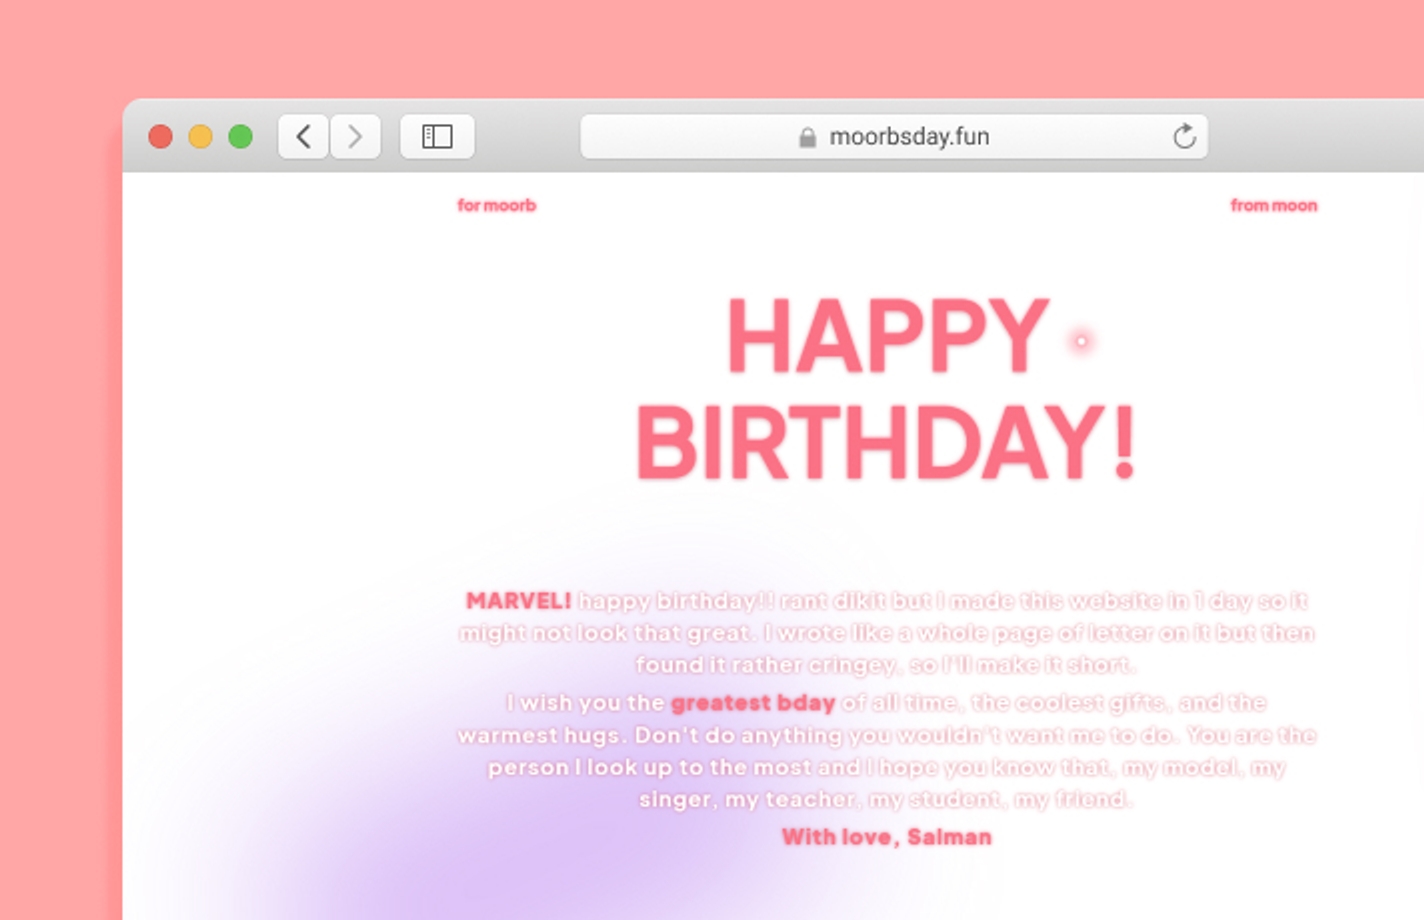 moorbsday.fun
for moorb
from moon
HAPPY
BIRTHDAY!
MARVEL! happy birthday!! rant dikit but I made this website in 1 day so it
might not look that great. I wrote like a whole page of letter on it but then
found it rather cringey, so I'll make it short.
I wish you the greatest bday of all time, the coolest gifts, and the
warmest hugs. Don't do anything you wouldn't want me to do. You are the
person I look up to the most and I hope you know that, my model, my
singer, my teacher, my student, my friend.
With love, Salman